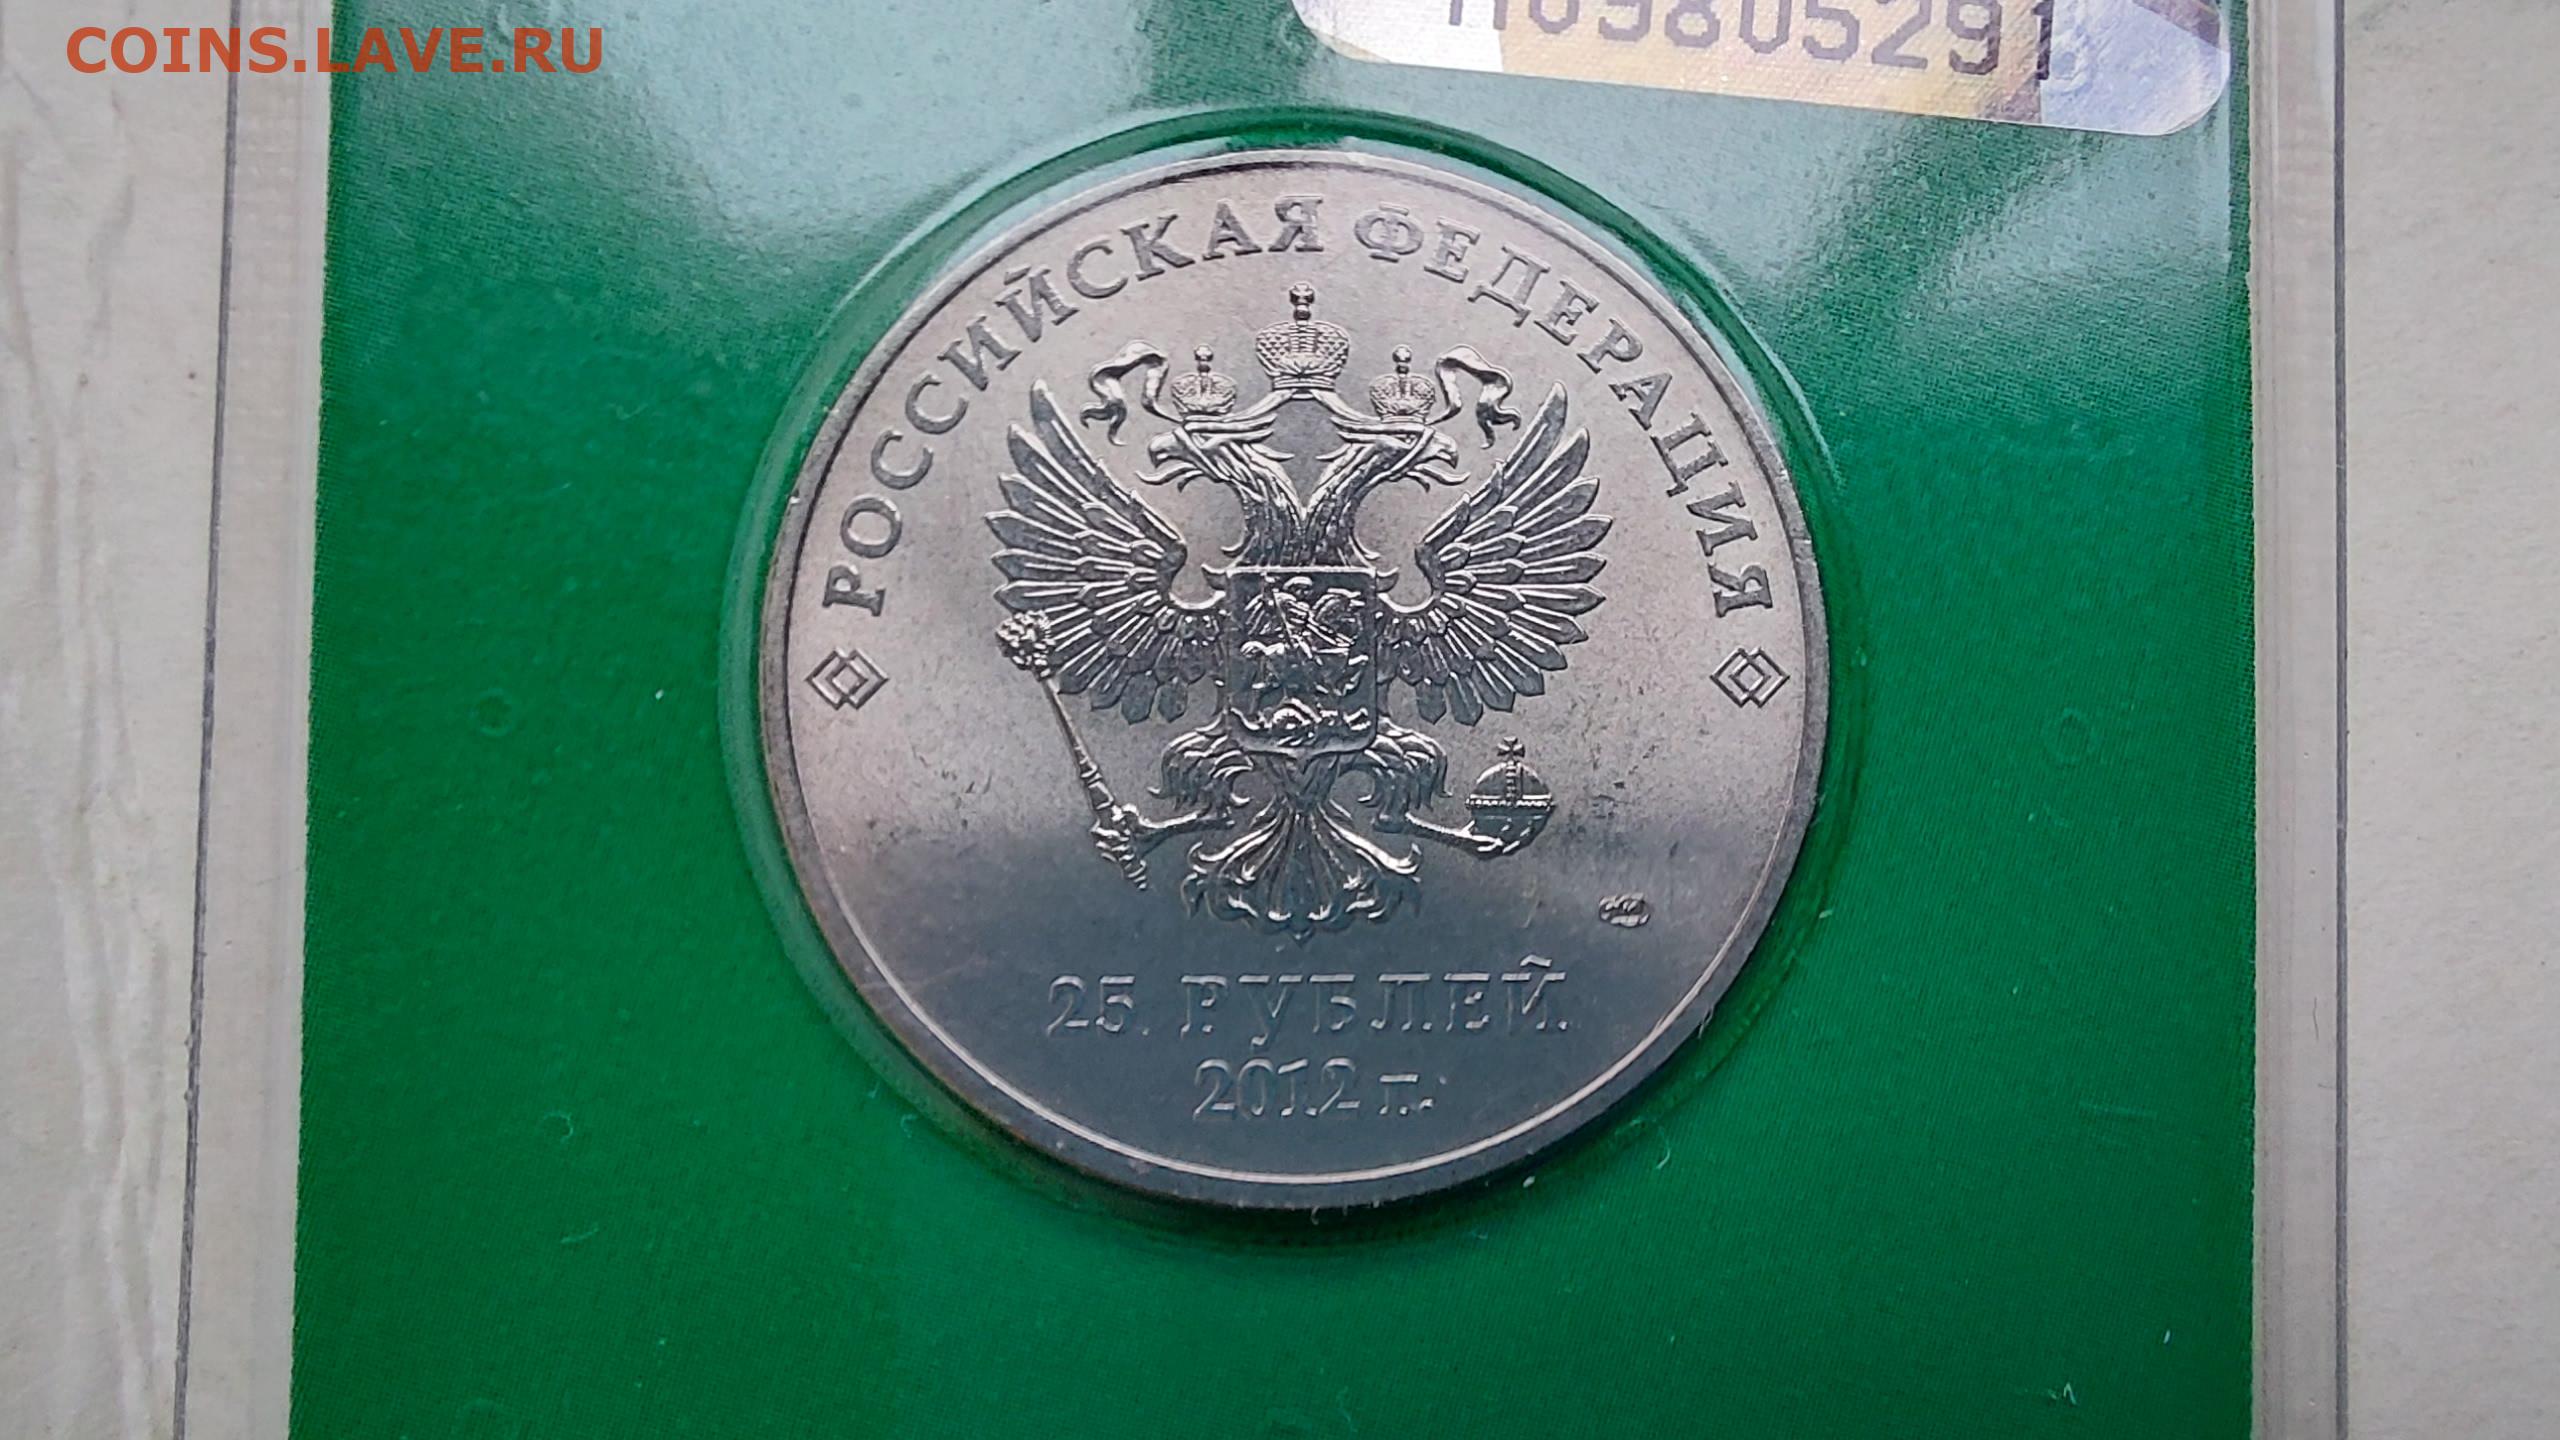 COINS.LAVE.RU
РОССИЙСКАЯ ФЕДЕРАЦИЯ
25 РУБЛЕЙ
2012 г.